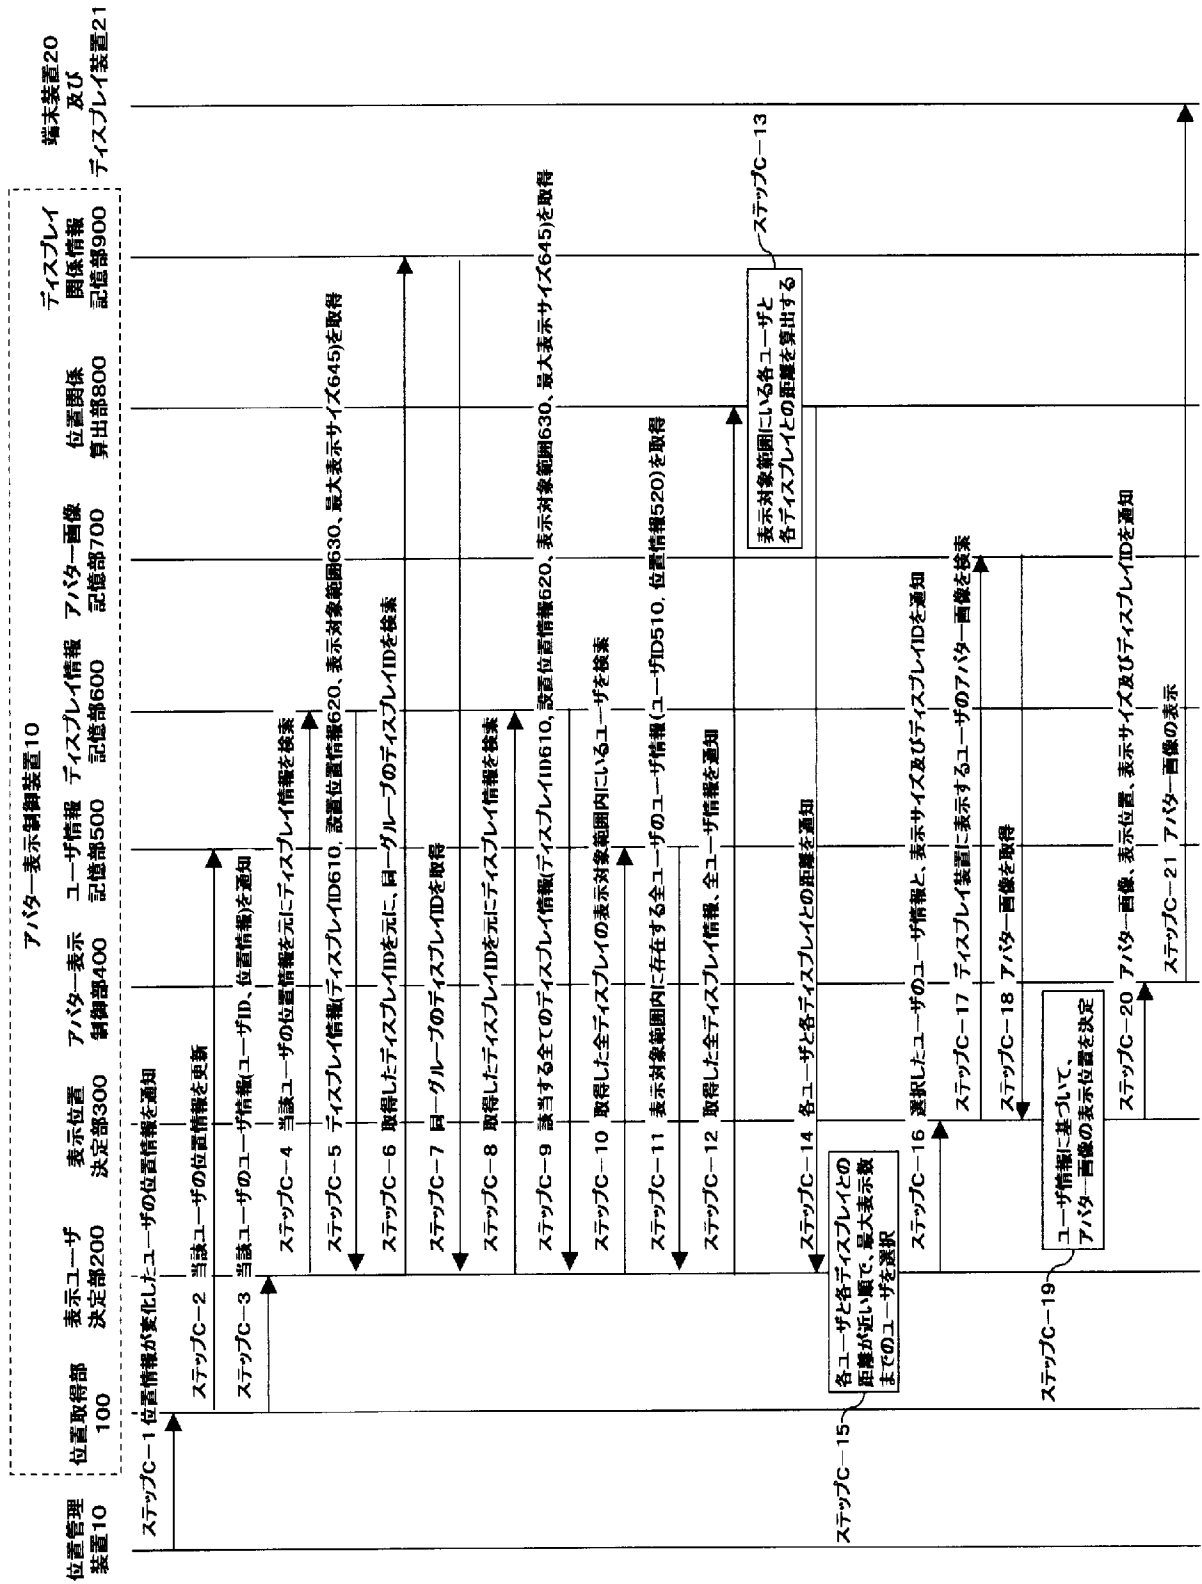 アバター表示制御装置10
位置管理
装置10
位置取得部
100
表示ユーザ
決定部200
表示位置
決定部300
アバター表示
制御部400
ユーザ情報
記憶部500
ディスプレイ情報
記憶部600
アバター画像
記憶部700
位置関係
算出部800
ディスプレイ
関係情報
記憶部900
端末装置20
及び
ディスプレイ装置21
ステップC－1 位置情報が変化したユーザの位置情報を通知
ステップC－2 当該ユーザの位置情報を更新
ステップC－3 当該ユーザのユーザ情報(ユーザID、位置情報)を通知
ステップC－4 当該ユーザの位置情報を元にディスプレイ情報を検索
ステップC－5 ディスプレイ情報(ディスプレイID610, 設置位置情報620、表示対象範囲630、最大表示サイズ645)を取得
ステップC－6 取得したディスプレイIDを元に、同一グループのディスプレイIDを検索
ステップC－7 同一グループのディスプレイIDを取得
ステップC－8 取得したディスプレイIDを元にディスプレイ情報を検索
ステップC－9 該当する全てのディスプレイ情報(ディスプレイID610, 設置位置情報620、表示対象範囲630、最大表示サイズ645)を取得
ステップC－10 取得した全ディスプレイの表示対象範囲内にいるユーザを検索
ステップC－11 表示対象範囲内に存在する全ユーザのユーザ情報(ユーザID510, 位置情報520)を取得
ステップC－12 取得した全ディスプレイ情報、全ユーザ情報を通知
表示対象範囲にいる各ユーザと
各ディスプレイとの距離を算出する
ステップC－13
ステップC－14 各ユーザと各ディスプレイとの距離を通知
ステップC－15
各ユーザと各ディスプレイとの
距離が近い順で、最大表示数
までのユーザを選択
ステップC－16 選択したユーザのユーザ情報と、表示サイズ及びディスプレイIDを通知
ステップC－17 ディスプレイ装置に表示するユーザのアバター画像を検索
ステップC－18 アバター画像を取得
ステップC－19
ユーザ情報に基づいて、
アバター画像の表示位置を決定
ステップC－20 アバター画像、表示位置、表示サイズ及びディスプレイIDを通知
ステップC－21 アバター画像の表示